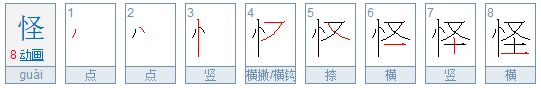 怪 1 2 3 4 5 6 7 8
8 动画
guài 点 点 竖 横撇/横钩 捺 横 竖 横